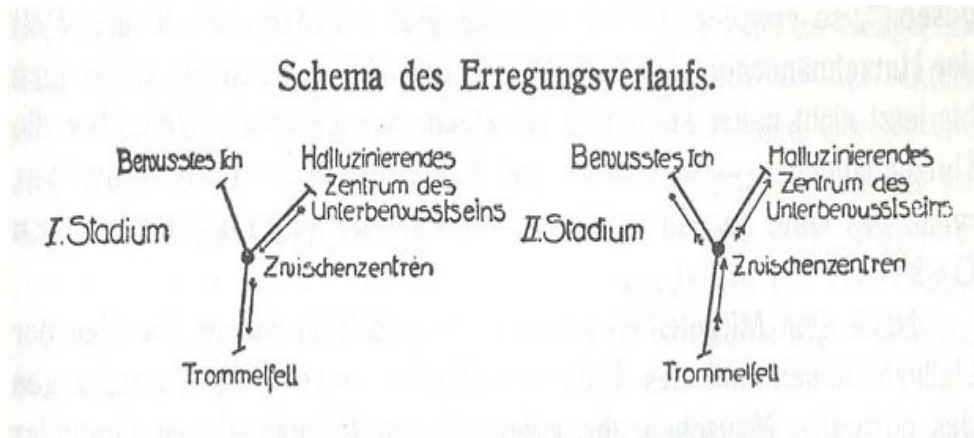 Schema des Erregungsverlaufs.
Bewusstes Ich
Halluzinierendes
Zentrum des
Unterbewusstseins
I. Stadium
Zwischenzentren
Trommelfell
Bewusstes Ich
Halluzinierendes
Zentrum des
Unterbewusstseins
II. Stadium
Zwischenzentren
Trommelfell